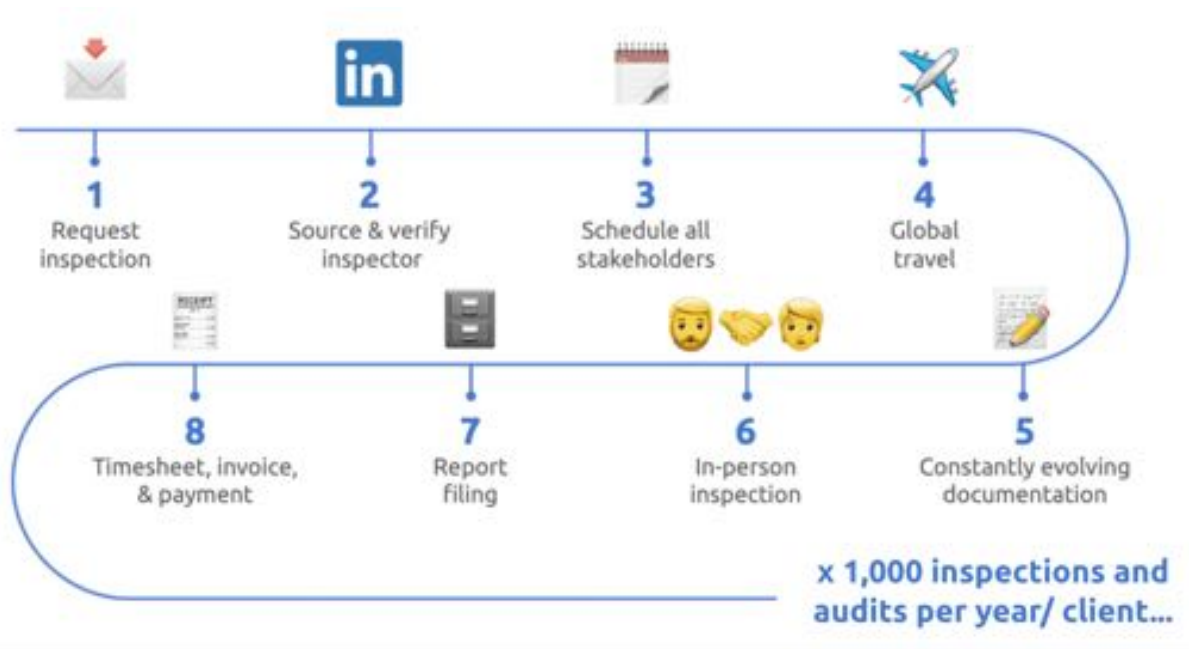 in
1
Request
inspection
2
Source & verify
inspector
3
Schedule all
stakeholders
4
Global
travel
RECEIPT
8
Timesheet, invoice,
& payment
7
Report
filing
6
In-person
inspection
5
Constantly evolving
documentation
x 1,000 inspections and
audits per year/ client...